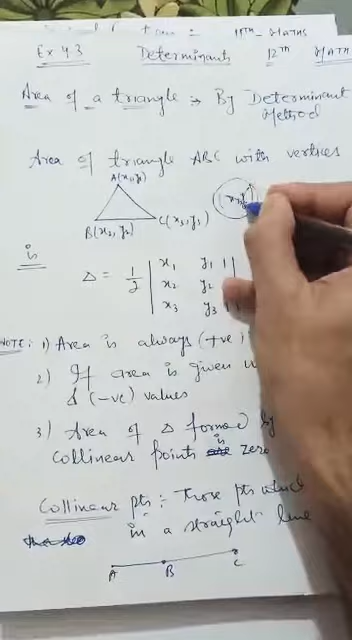 11th - Maths
Ex 4.3 Determinants 12th Math
Area of a triangle :→ By Determinant
Method
Area of triangle ABC with vertices
A(x1,y1)
B(x2, y2) C(x3, y3)
is
Δ = 1/2 | x1 y1 1 |
x2 y2
x3 y3 1
NOTE: 1) Area is always (+ve)
2) If area is given
& (-ve) values
3) Area of Δ formed by
collinear points is zero
Collinear pts: Those pts which
in a straight line
A B C